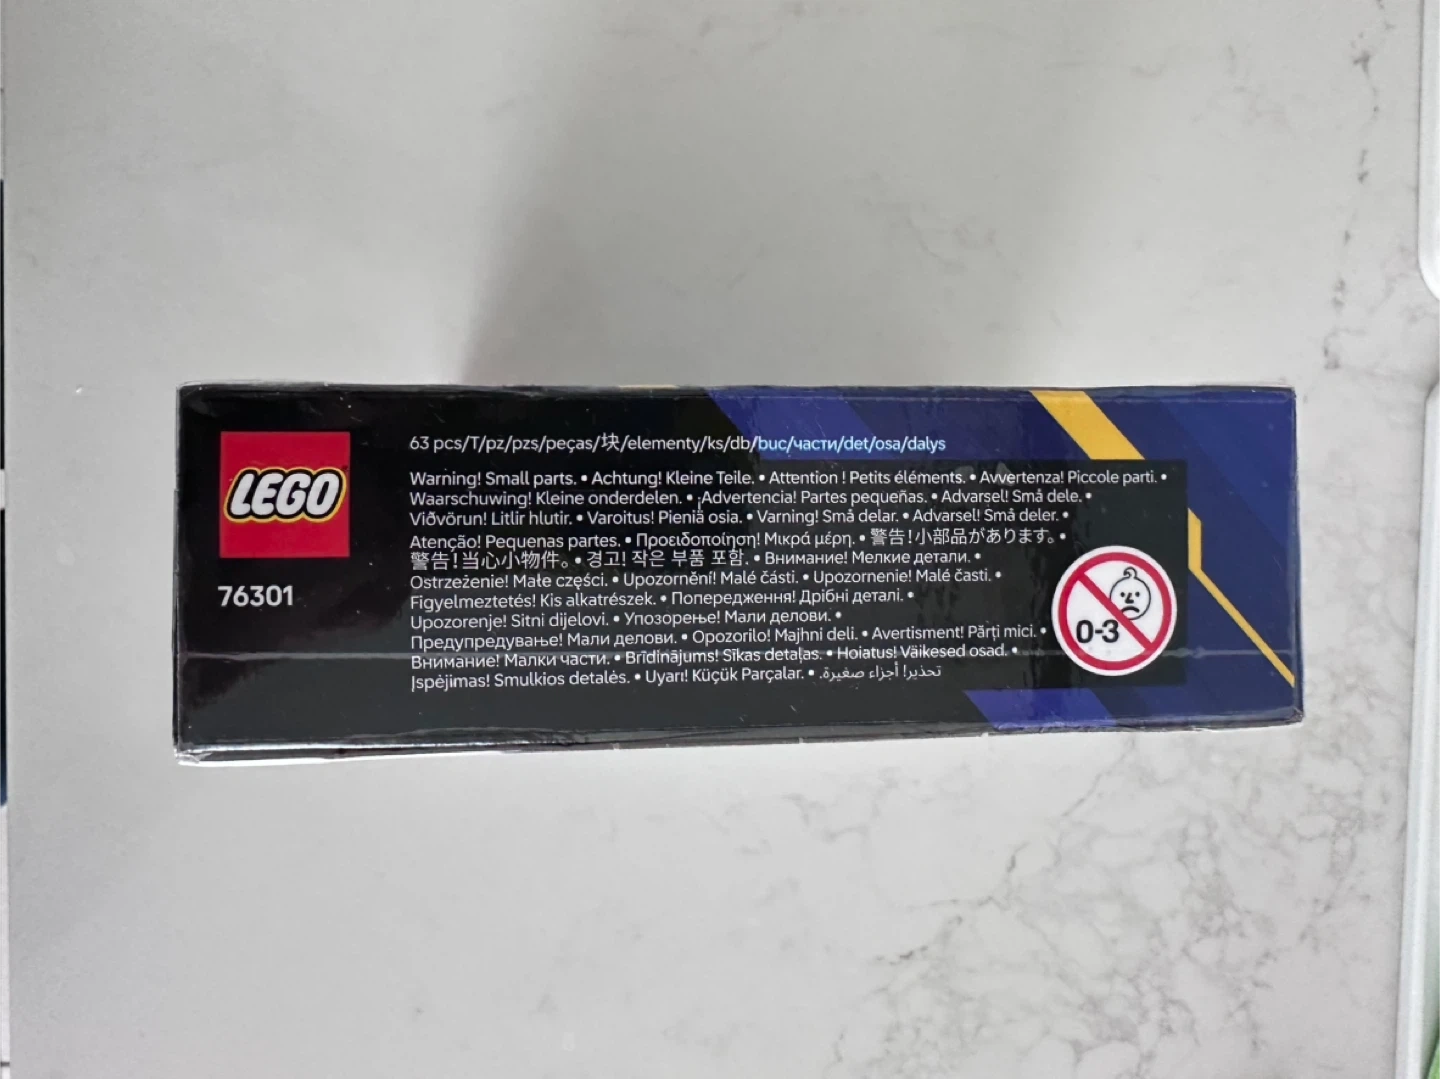 LEGO
76301
63 pcs/T/pz/pzs/peças/块/elementy/ks/db/buc/части/det/osa/dalys
Warning! Small parts. • Achtung! Kleine Teile. • Attention ! Petits éléments. • Avvertenza! Piccole parti. •
Waarschuwing! Kleine onderdelen. • ¡Advertencia! Partes pequeñas. • Advarsel! Små dele. •
Viðvörun! Litlir hlutir. • Varoitus! Pieniä osia. • Varning! Små delar. • Advarsel! Små deler. •
Atenção! Pequenas partes. • Προειδοποίηση! Μικρά μέρη. • 警告!小部品があります。 •
警告!当心小物件。 • 경고! 작은 부품 포함. • Внимание! Мелкие детали. •
Ostrzeżenie! Małe części. • Upozornění! Malé části. • Upozornenie! Malé časti. •
Figyelmeztetés! Kis alkatrészek. • Попередження! Дрібні деталі. •
Upozorenje! Sitni dijelovi. • Упозорење! Мали делови. •
Предупредување! Мали делови. • Opozorilo! Majhni deli. • Avertisment! Părți mici. •
Внимание! Малки части. • Brīdinājums! Sīkas detaļas. • Hoiatus! Väikesed osad. •
Įspėjimas! Smulkios detalės. • Uyarı! Küçük Parçalar. • تحذير! أجزاء صغيرة.
0-3